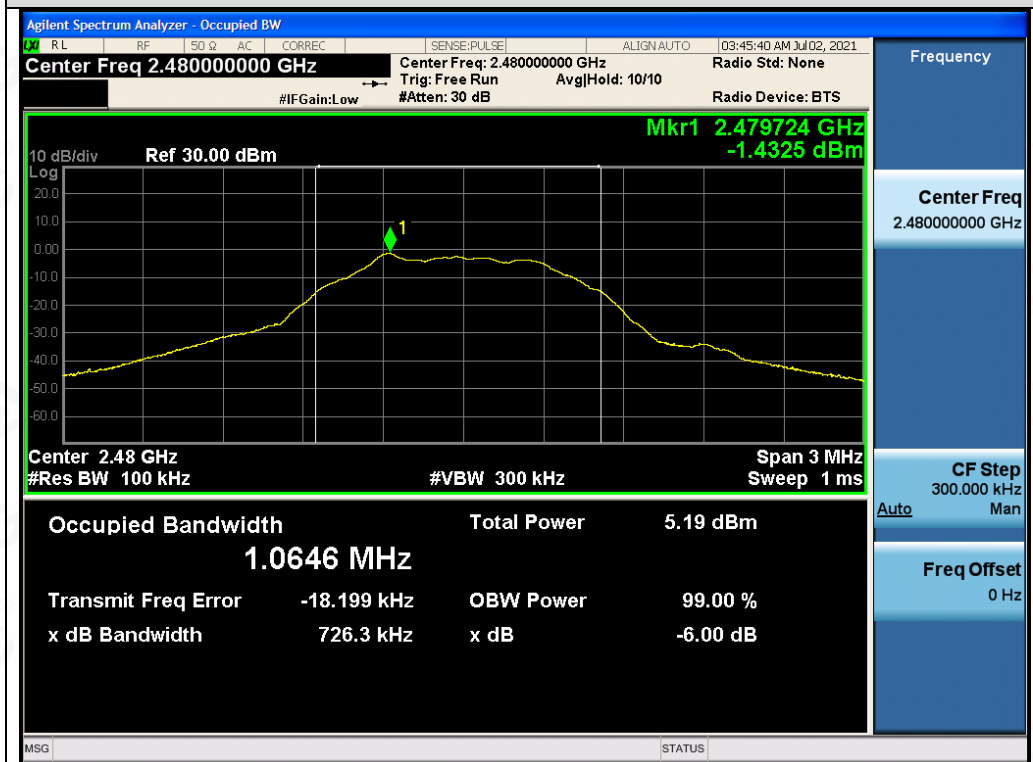 Agilent Spectrum Analyzer - Occupied BW
LXI RL RF 50 Ω AC CORREC SENSE:PULSE ALIGN AUTO 03:45:40 AM Jul 02, 2021
Center Freq 2.480000000 GHz
Center Freq: 2.480000000 GHz
Radio Std: None
Trig: Free Run Avg|Hold: 10/10
#IFGain:Low
#Atten: 30 dB
Radio Device: BTS
Frequency
Mkr1 2.479724 GHz
-1.4325 dBm
10 dB/div Ref 30.00 dBm
Log
20.0
10.0
0.00
-10.0
-20.0
-30.0
-40.0
-50.0
-60.0
1
Center 2.48 GHz Span 3 MHz
#Res BW 100 kHz #VBW 300 kHz Sweep 1 ms
Center Freq
2.480000000 GHz
CF Step
300.000 kHz
Auto Man
Freq Offset
0 Hz
Occupied Bandwidth Total Power 5.19 dBm
1.0646 MHz
Transmit Freq Error -18.199 kHz OBW Power 99.00 %
x dB Bandwidth 726.3 kHz x dB -6.00 dB
MSG STATUS